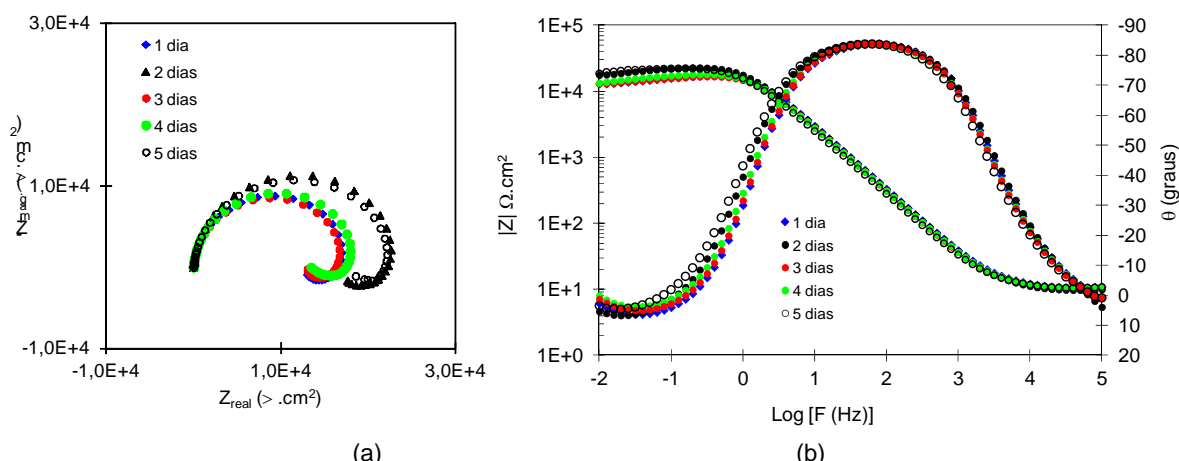 3,0E+4
1,0E+4
-1,0E+4
1 dia
2 dias
3 dias
4 dias
5 dias
-1,0E+4 1,0E+4 3,0E+4
Zreal (> .cm²)
(a)
1E+5
1E+4
1E+3
1E+2
1E+1
1E+0
|Z| Ω.cm2
1 dia
2 dias
3 dias
4 dias
5 dias
-90
-80
-70
-60
-50
-40
-30
-20
-10
0
10
20
θ (graus)
-2 -1 0 1 2 3 4 5
Log [F (Hz)]
(b)